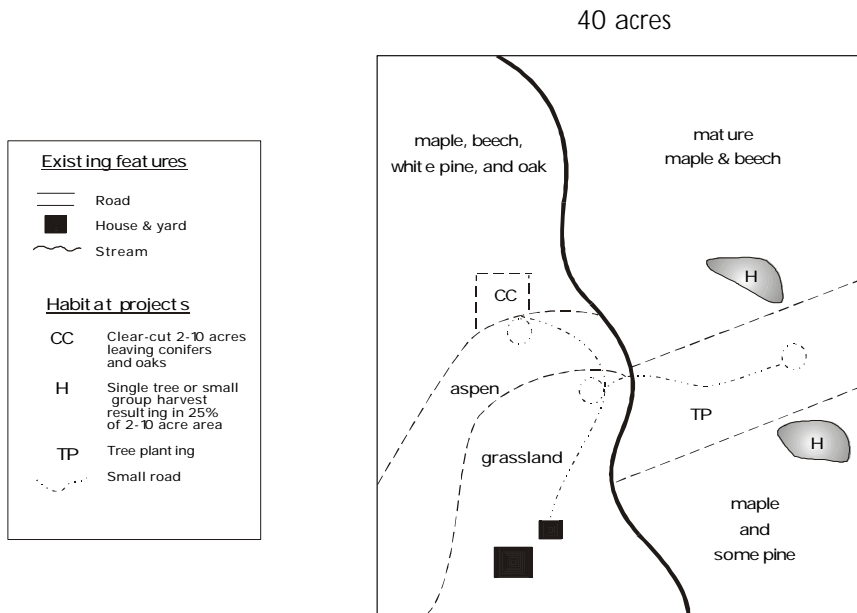 40 acres
Existing features
Road
House & yard
Stream
Habitat projects
CC
Clear-cut 2-10 acres
leaving conifers
and oaks
H
Single tree or small
group harvest
resulting in 25%
of 2-10 acre area
TP
Tree planting
Small road
maple, beech,
white pine, and oak
mature
maple & beech
H
CC
aspen
TP
H
grassland
maple
and
some pine